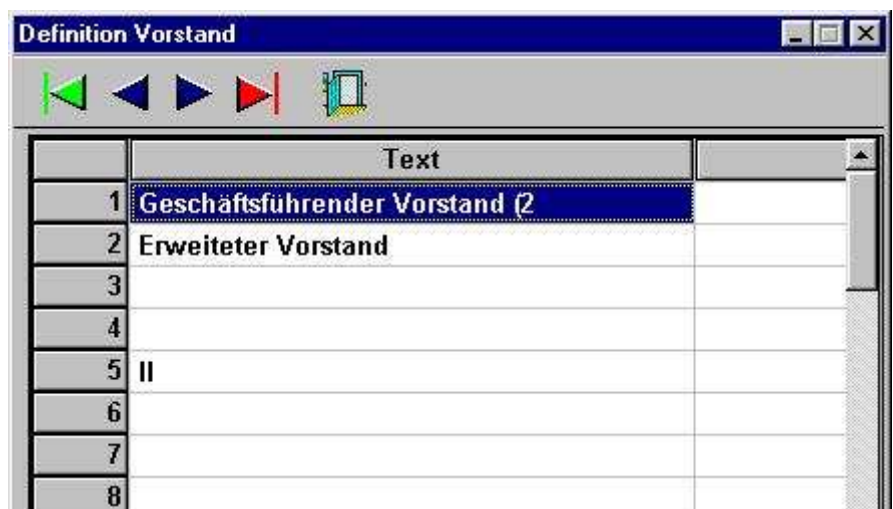 Definition Vorstand
Text
1 Geschäftsführender Vorstand (2
2 Erweiteter Vorstand
3
4
5 II
6
7
8